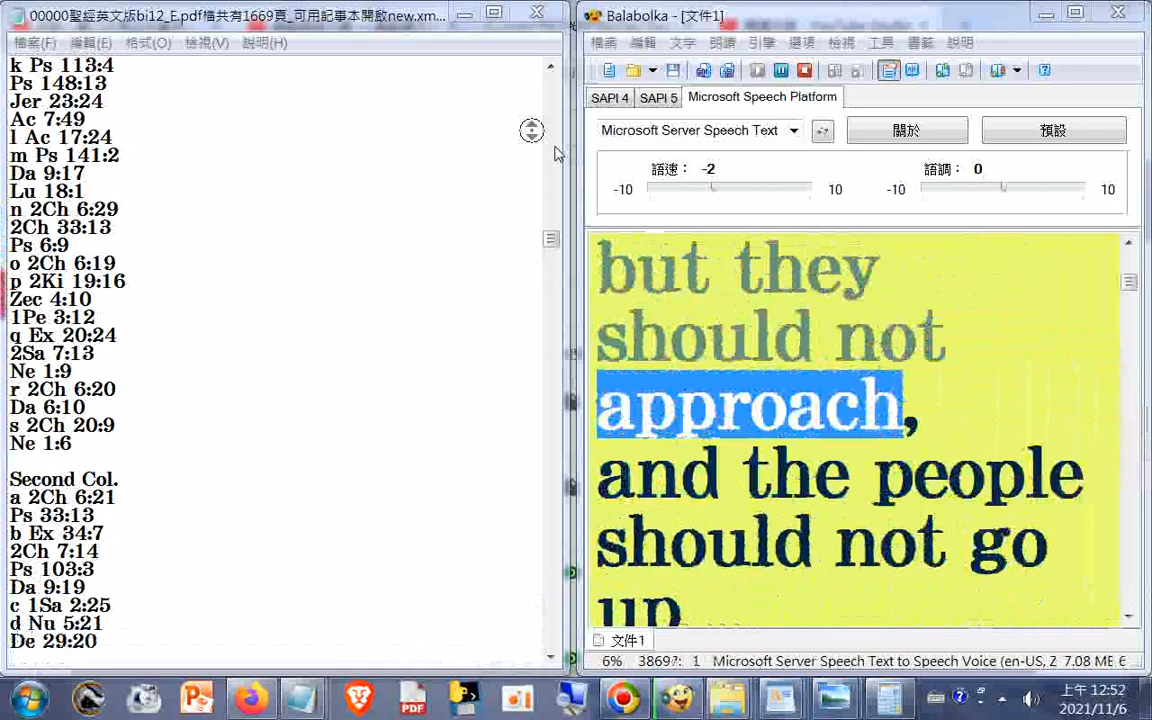 00000聖經英文版bi12_E.pdf檔共有1669頁_可用記事本開啟new.xm...
檔案(F) 編輯(E) 格式(O) 檢視(V) 說明(H)
k Ps 113:4
Ps 148:13
Jer 23:24
Ac 7:49
l Ac 17:24
m Ps 141:2
Da 9:17
Lu 18:1
n 2Ch 6:29
2Ch 33:13
Ps 6:9
o 2Ch 6:19
p 2Ki 19:16
Zec 4:10
1Pe 3:12
q Ex 20:24
2Sa 7:13
Ne 1:9
r 2Ch 6:20
Da 6:10
s 2Ch 20:9
Ne 1:6
Second Col.
a 2Ch 6:21
Ps 33:13
b Ex 34:7
2Ch 7:14
Ps 103:3
Da 9:19
c 1Sa 2:25
d Nu 5:21
De 29:20
Balabolka - [文件1]
檔案 編輯 文字 朗讀 引擎 選項 檢視 工具 書籤 說明
SAPI 4 SAPI 5 Microsoft Speech Platform
Microsoft Server Speech Text 關於 預設
語速： -2 語調： 0
-10 10 -10 10
but they
should not
approach,
and the people
should not go
up
文件1
6% 38697: 1 Microsoft Server Speech Text to Speech Voice (en-US, Z 7.08 MB 6
上午 12:52
2021/11/6